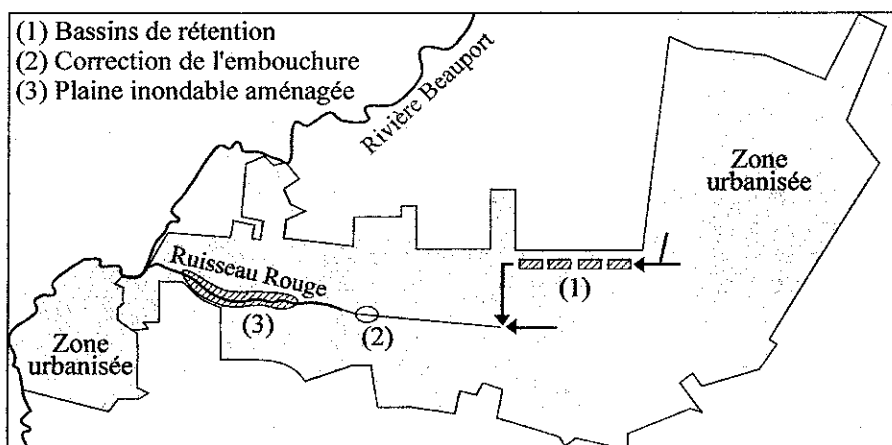 (1) Bassins de rétention
(2) Correction de l'embouchure
(3) Plaine inondable aménagée
Rivière Beauport
Zone
urbanisée
Ruisseau Rouge
(1)
(3)
(2)
Zone
urbanisée